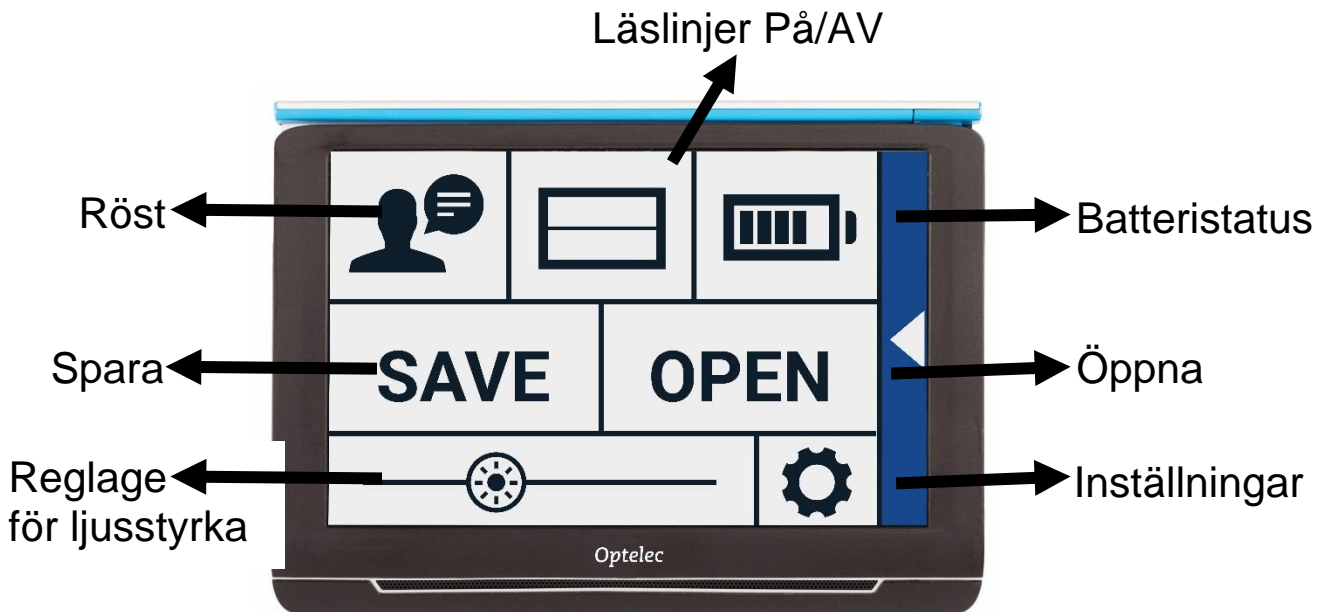 Läslinjer På/AV
Röst
Batteristatus
Spara
SAVE
OPEN
Öppna
Reglage
för ljusstyrka
Inställningar
Optelec